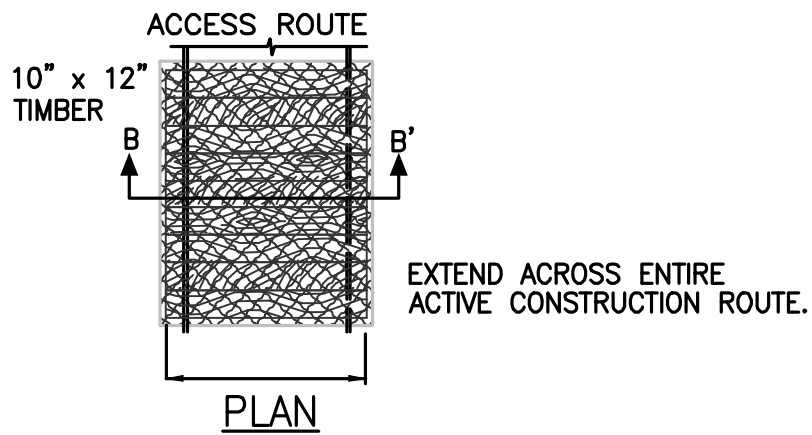 ACCESS ROUTE
10" x 12"
TIMBER
B
B'
EXTEND ACROSS ENTIRE
ACTIVE CONSTRUCTION ROUTE.
PLAN